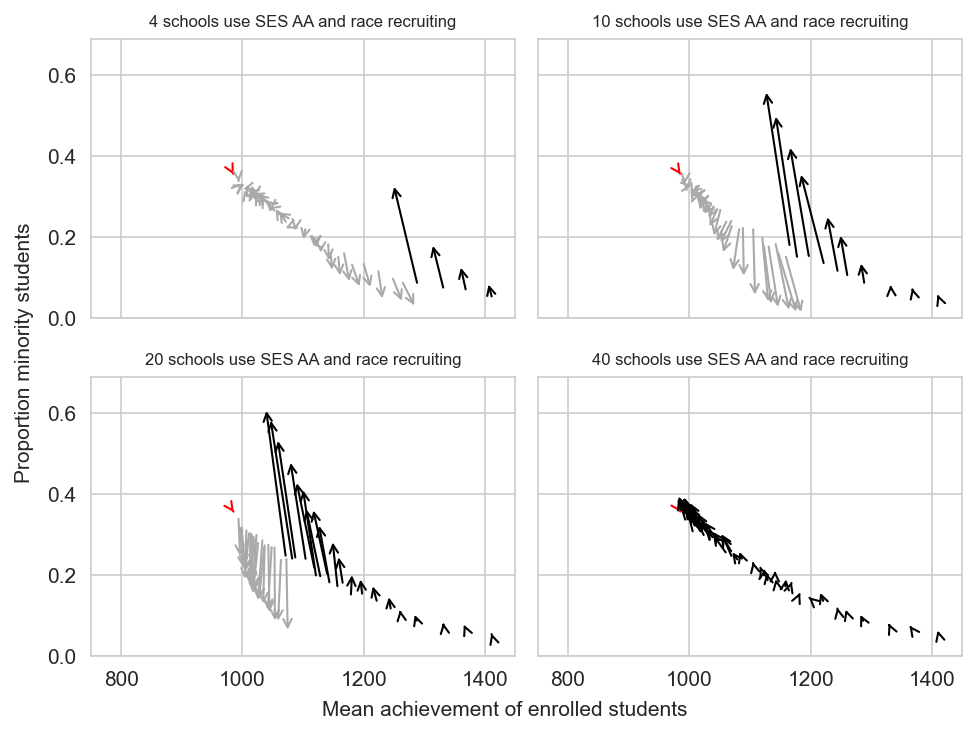 4 schools use SES AA and race recruiting
10 schools use SES AA and race recruiting
0.6
0.4
0.2
0.0
20 schools use SES AA and race recruiting
40 schools use SES AA and race recruiting
0.6
0.4
0.2
0.0
800
1000
1200
1400
800
1000
1200
1400
Proportion minority students
Mean achievement of enrolled students